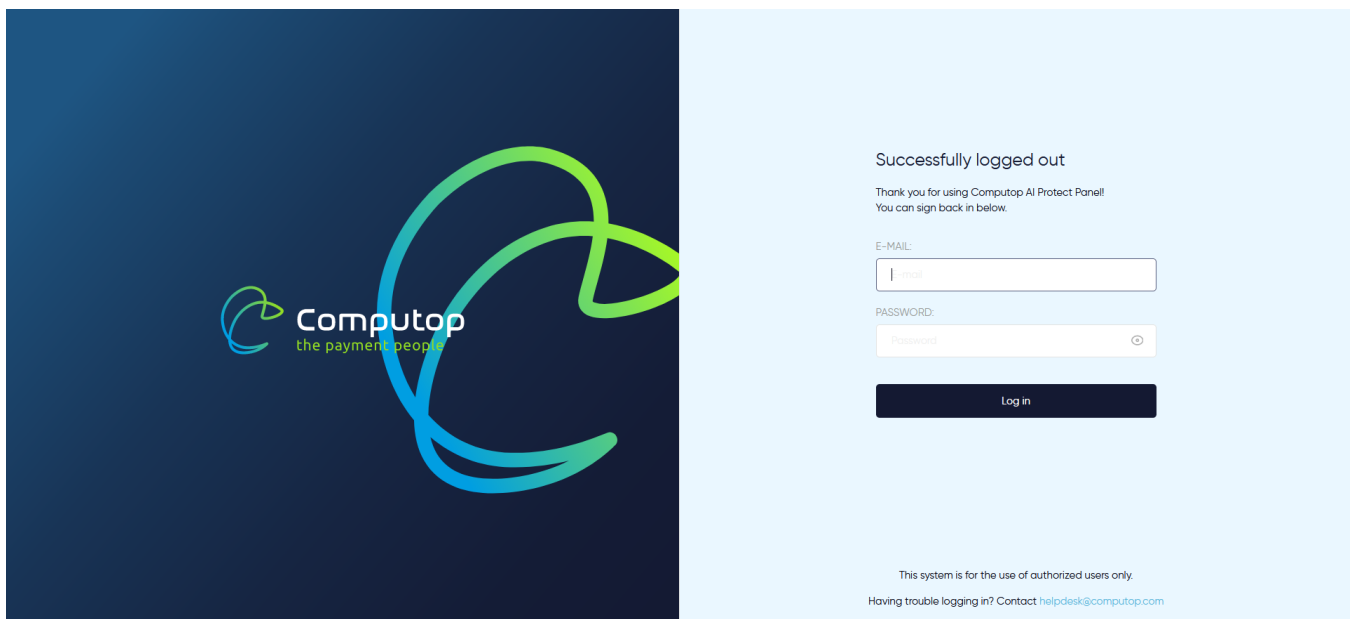 Computop
the payment people
Successfully logged out
Thank you for using Computop AI Protect Panel!
You can sign back in below.
E-MAIL:
-mail
PASSWORD:
Password
Log in
This system is for the use of authorized users only.
Having trouble logging in? Contact helpdesk@computop.com